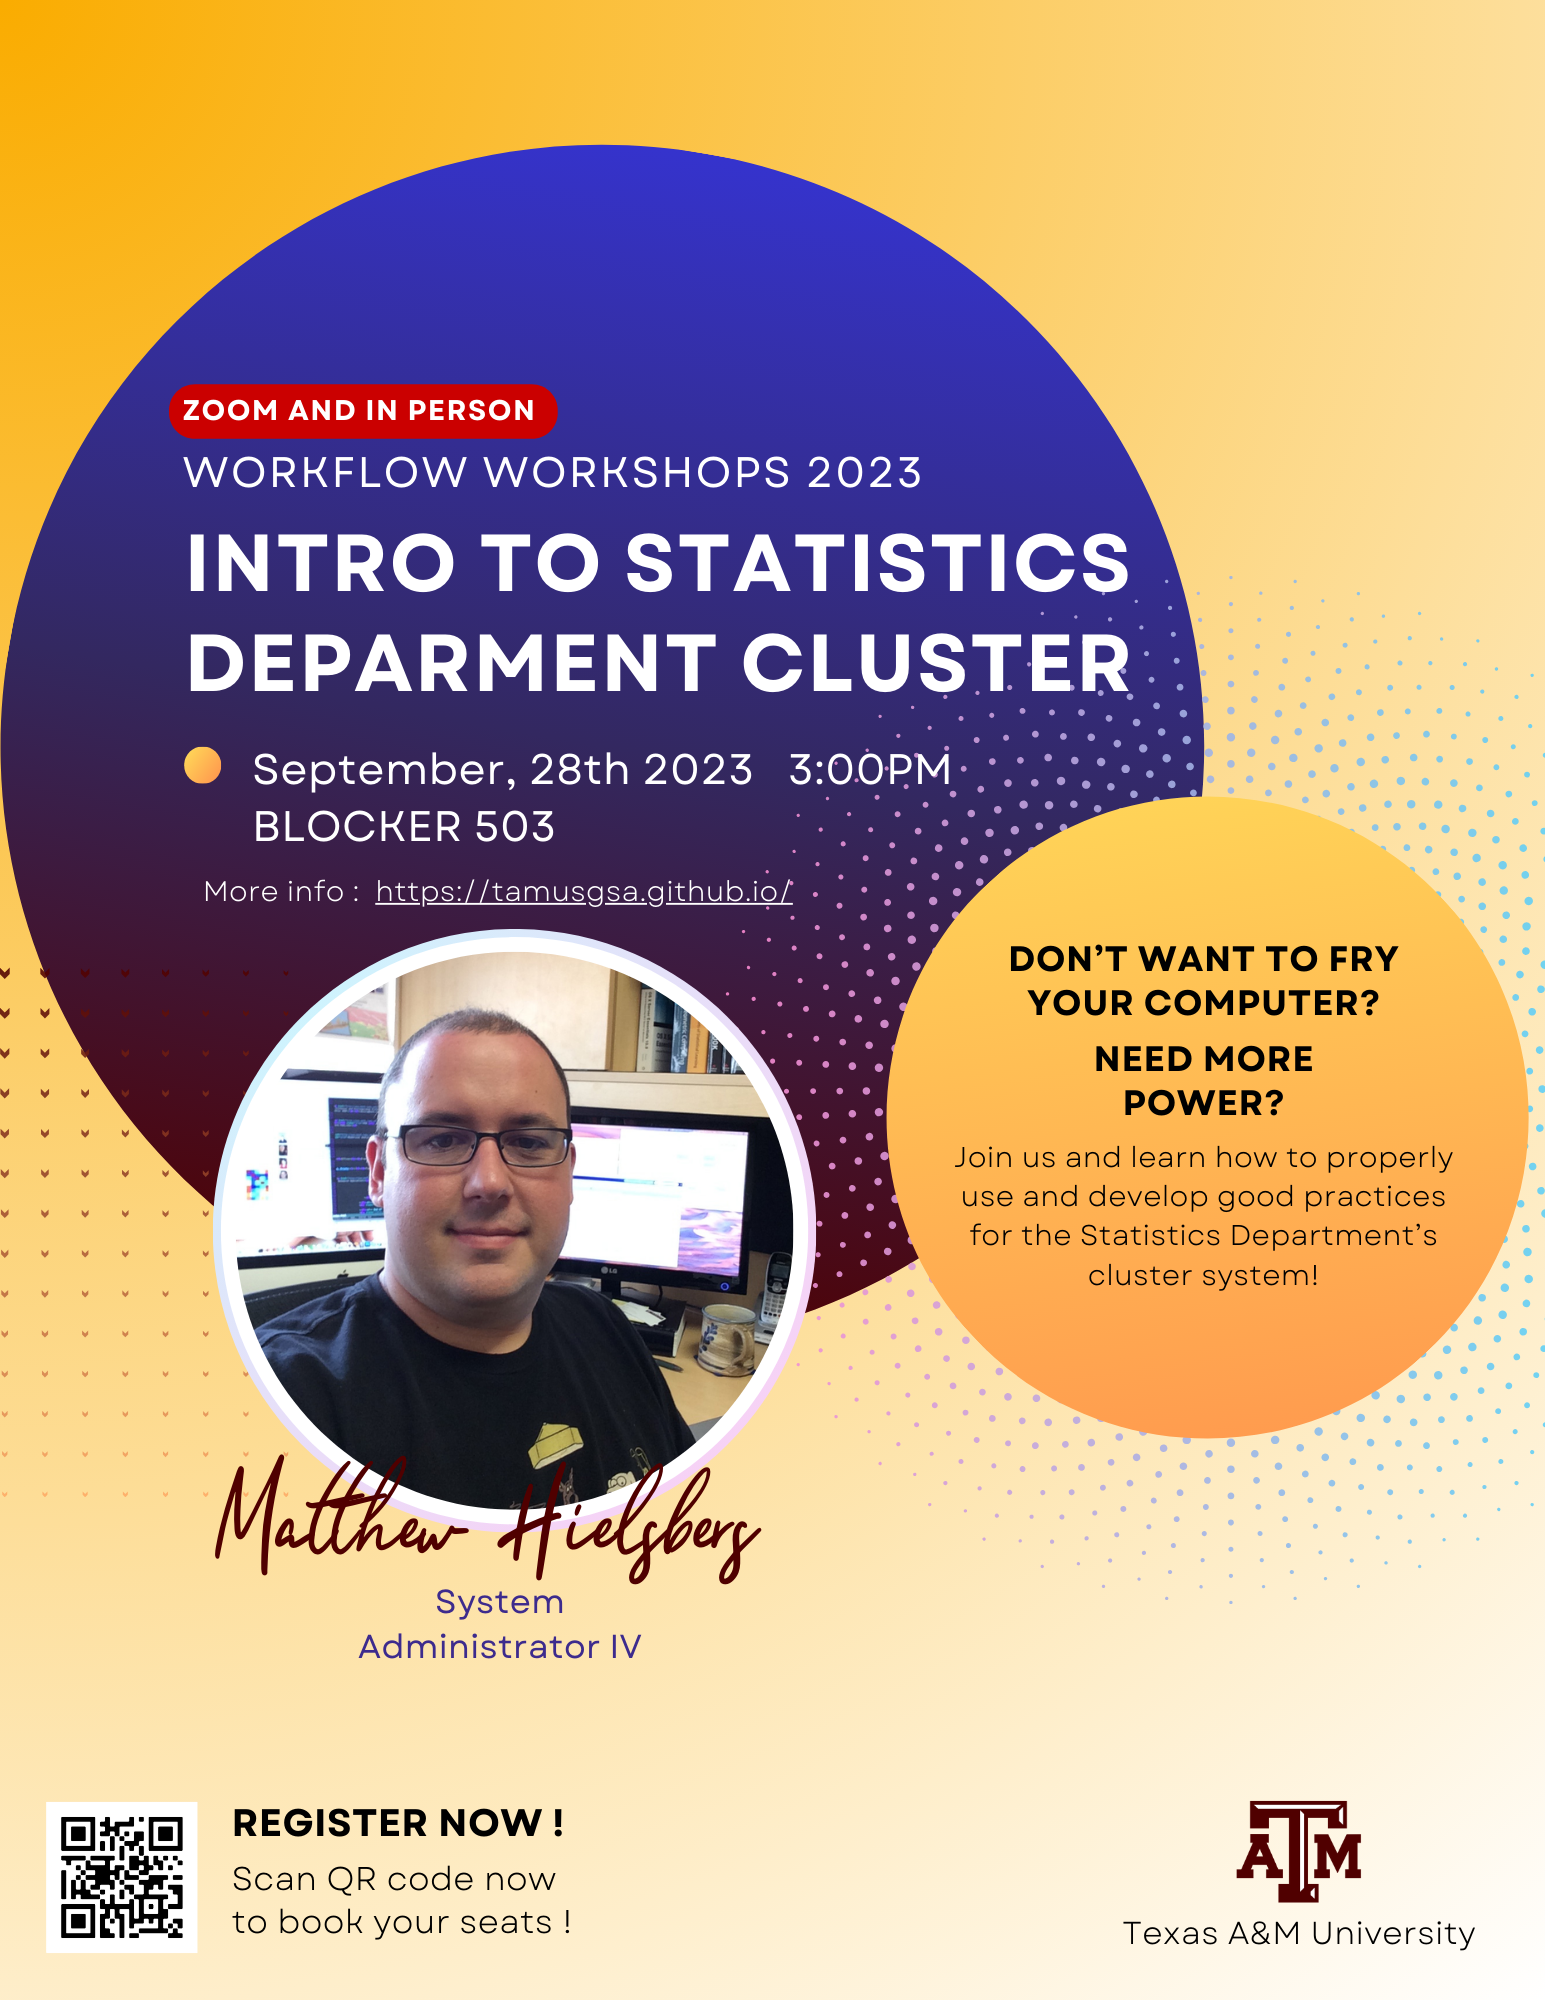 ZOOM AND IN PERSON
WORKFLOW WORKSHOPS 2023
INTRO TO STATISTICS
DEPARMENT CLUSTER
September, 28th 2023 3:00PM
BLOCKER 503
More info : https://tamusgsa.github.io/
DON’T WANT TO FRY
YOUR COMPUTER?
NEED MORE
POWER?
Join us and learn how to properly
use and develop good practices
for the Statistics Department’s
cluster system!
LG
Matthew Hielsberg
System
Administrator IV
REGISTER NOW !
Scan QR code now
to book your seats !
ATM
Texas A&M University